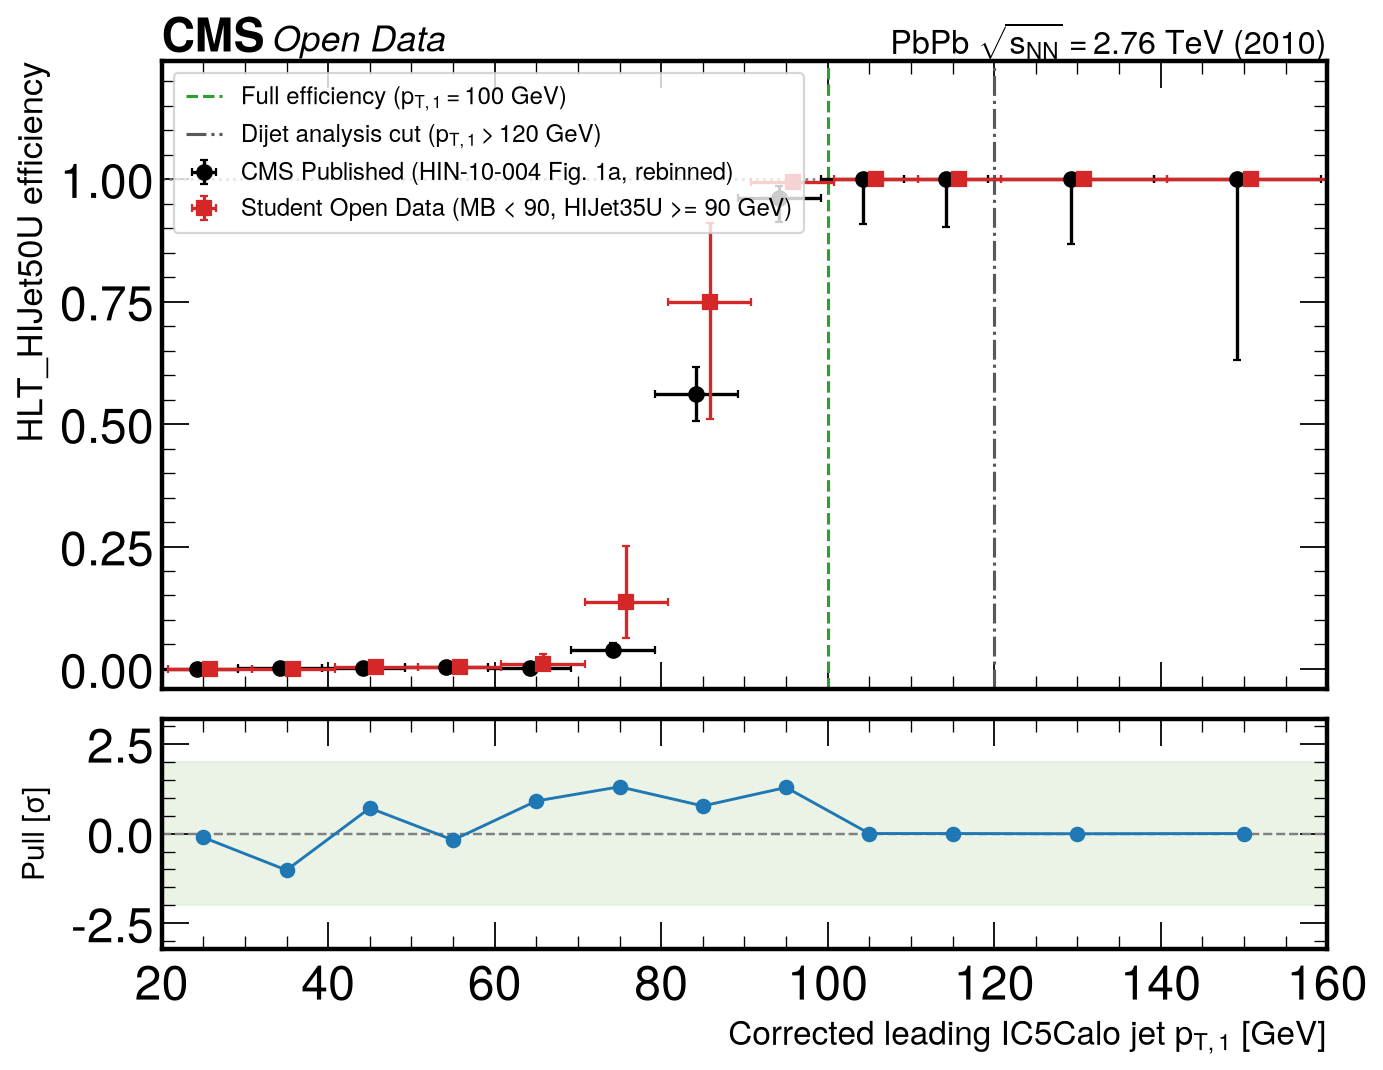 CMS Open Data
PbPb √sNN = 2.76 TeV (2010)
HLT_HIJet50U efficiency
Full efficiency (pT, 1 = 100 GeV)
Dijet analysis cut (pT, 1 > 120 GeV)
CMS Published (HIN-10-004 Fig. 1a, rebinned)
Student Open Data (MB < 90, HIJet35U >= 90 GeV)
1.00
0.75
0.50
0.25
0.00
Pull [σ]
2.5
0.0
-2.5
20 40 60 80 100 120 140 160
Corrected leading IC5Calo jet pT, 1 [GeV]